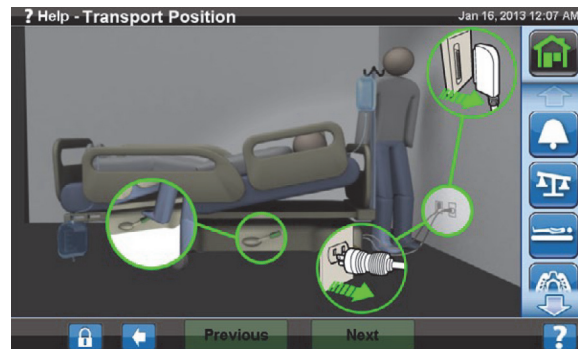 ? Help - Transport Position
Jan 16, 2013 12:07 AM
Previous
Next
?